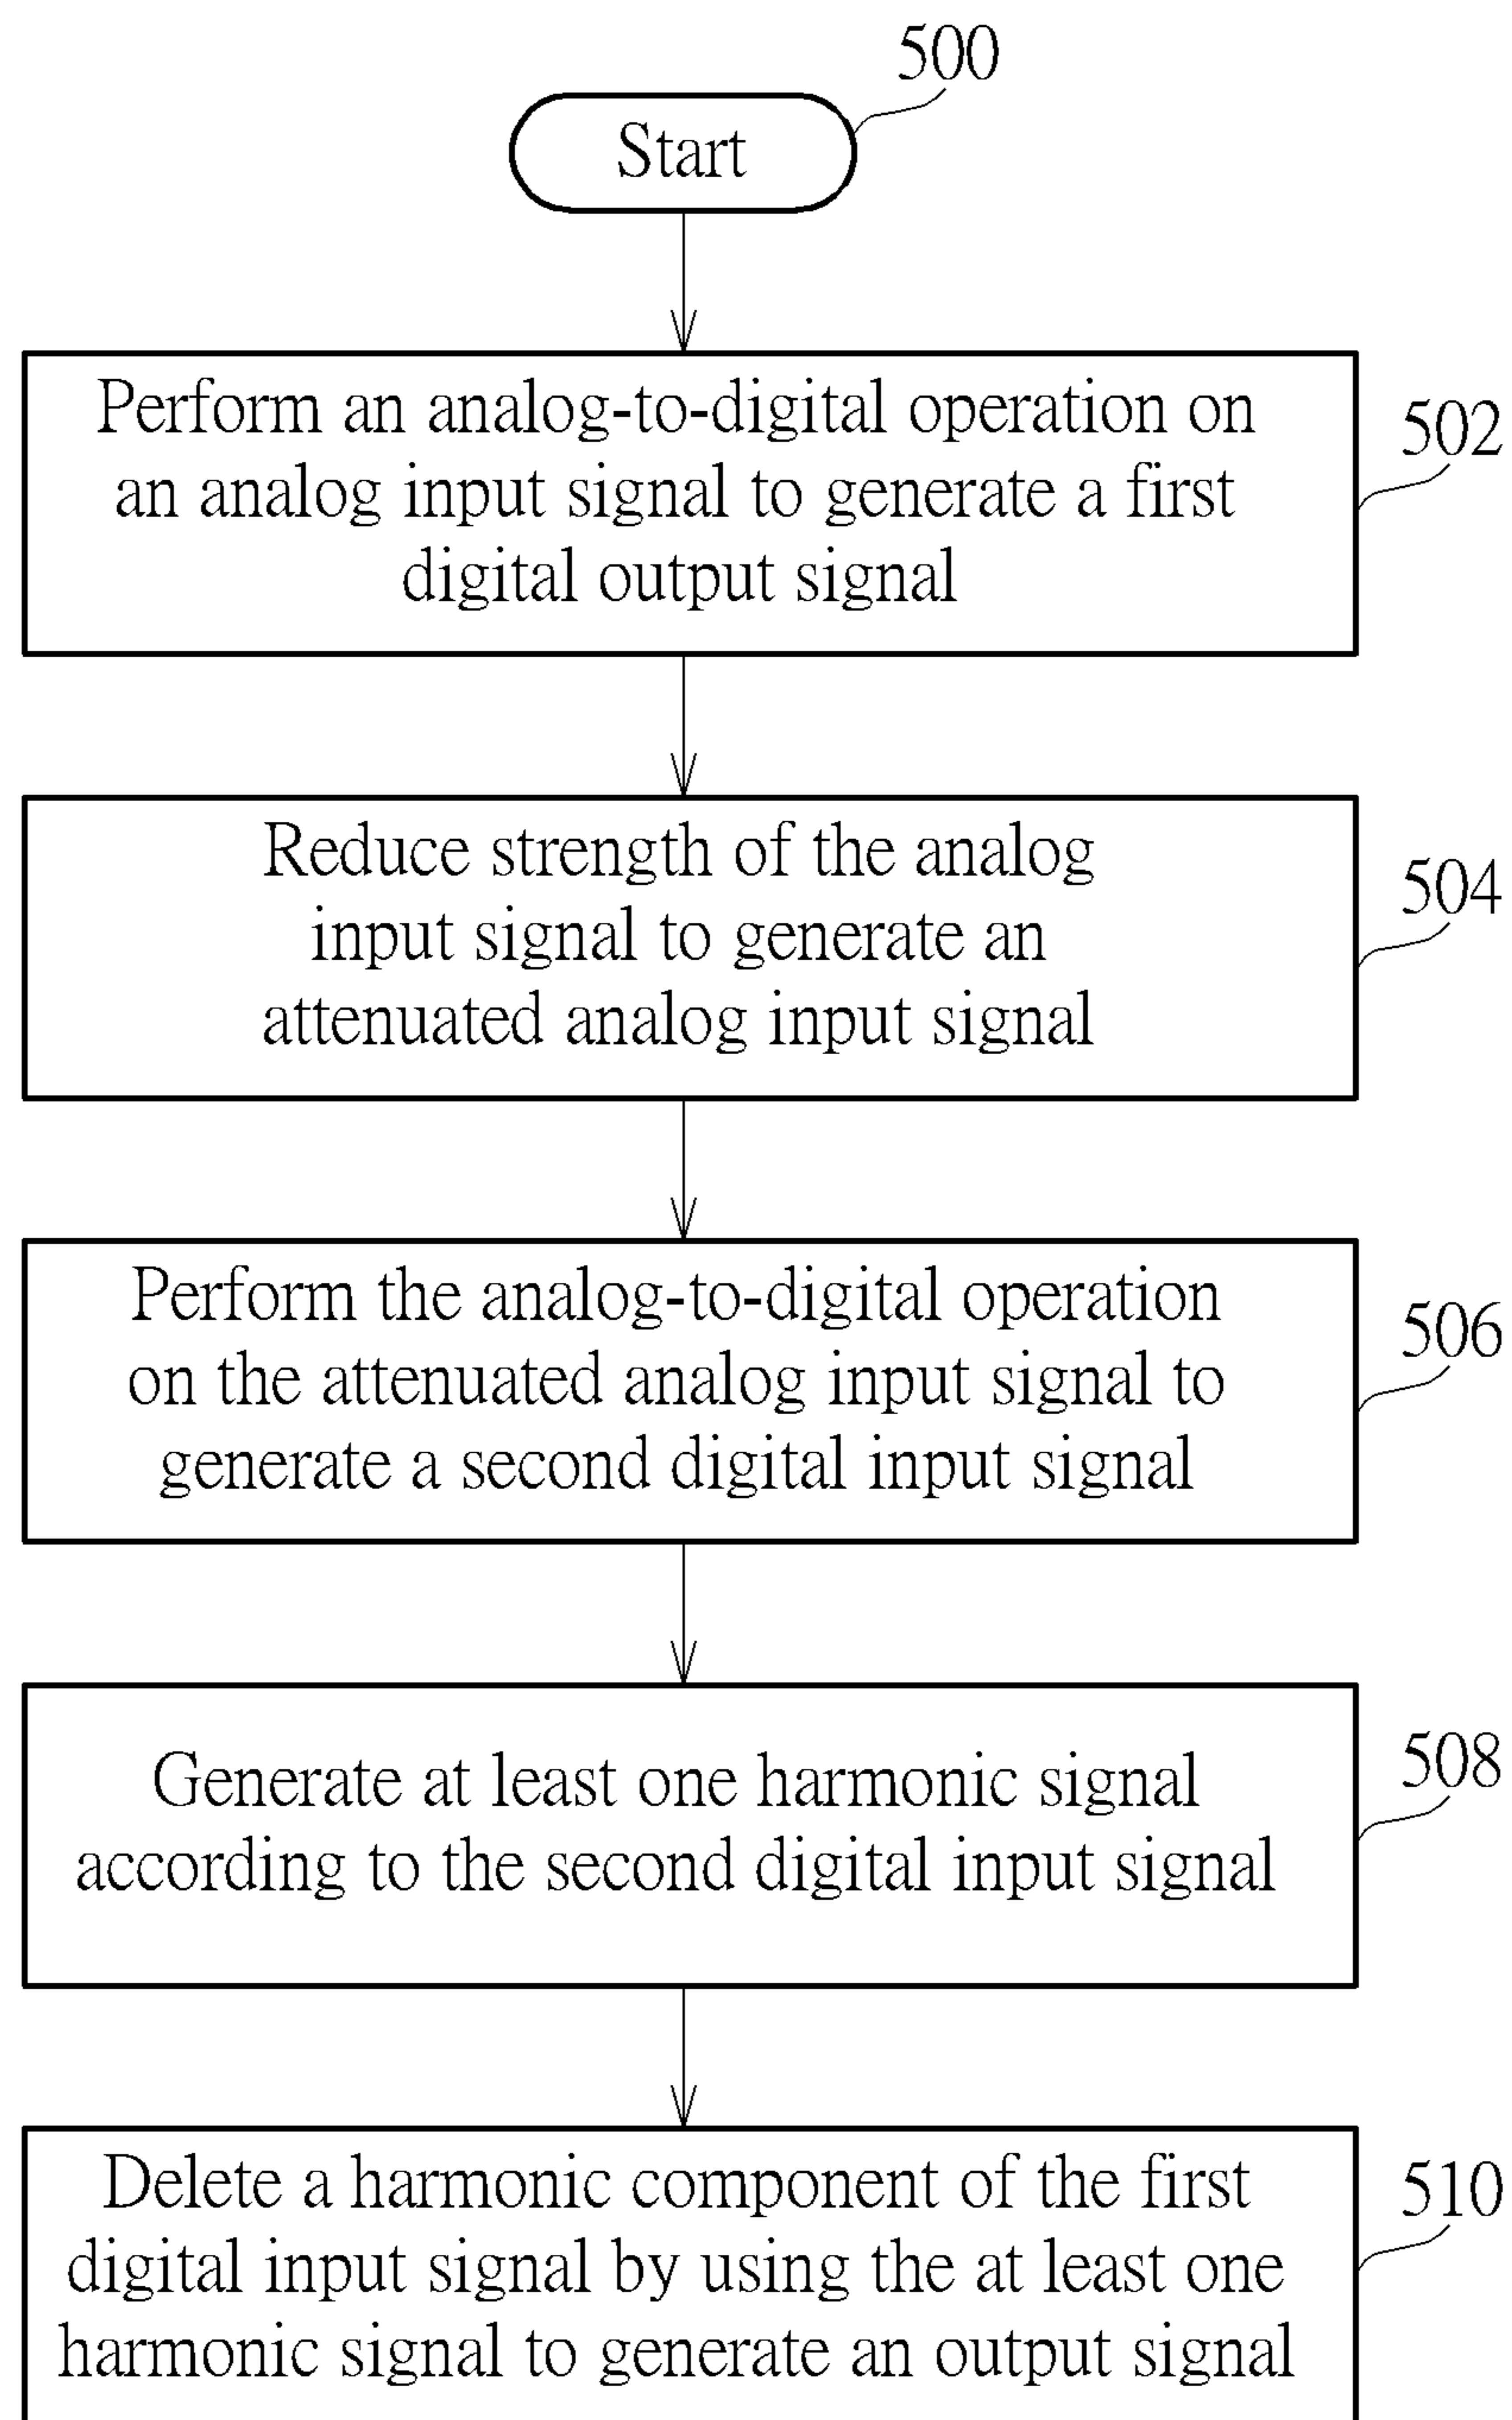 500
Start
Perform an analog-to-digital operation on
an analog input signal to generate a first
digital output signal
502
Reduce strength of the analog
input signal to generate an
attenuated analog input signal
504
Perform the analog-to-digital operation
on the attenuated analog input signal to
generate a second digital input signal
506
Generate at least one harmonic signal
according to the second digital input signal
508
Delete a harmonic component of the first
digital input signal by using the at least one
harmonic signal to generate an output signal
510